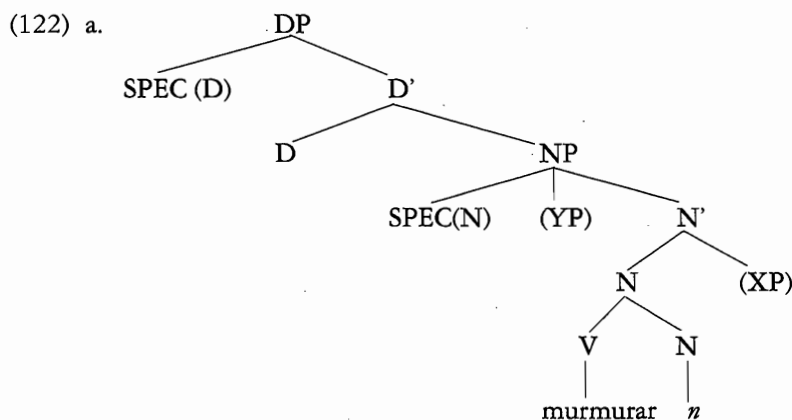 (122) a. DP
SPEC (D) D'
D NP
SPEC(N) (YP) N'
N (XP)
V N
murmurar n